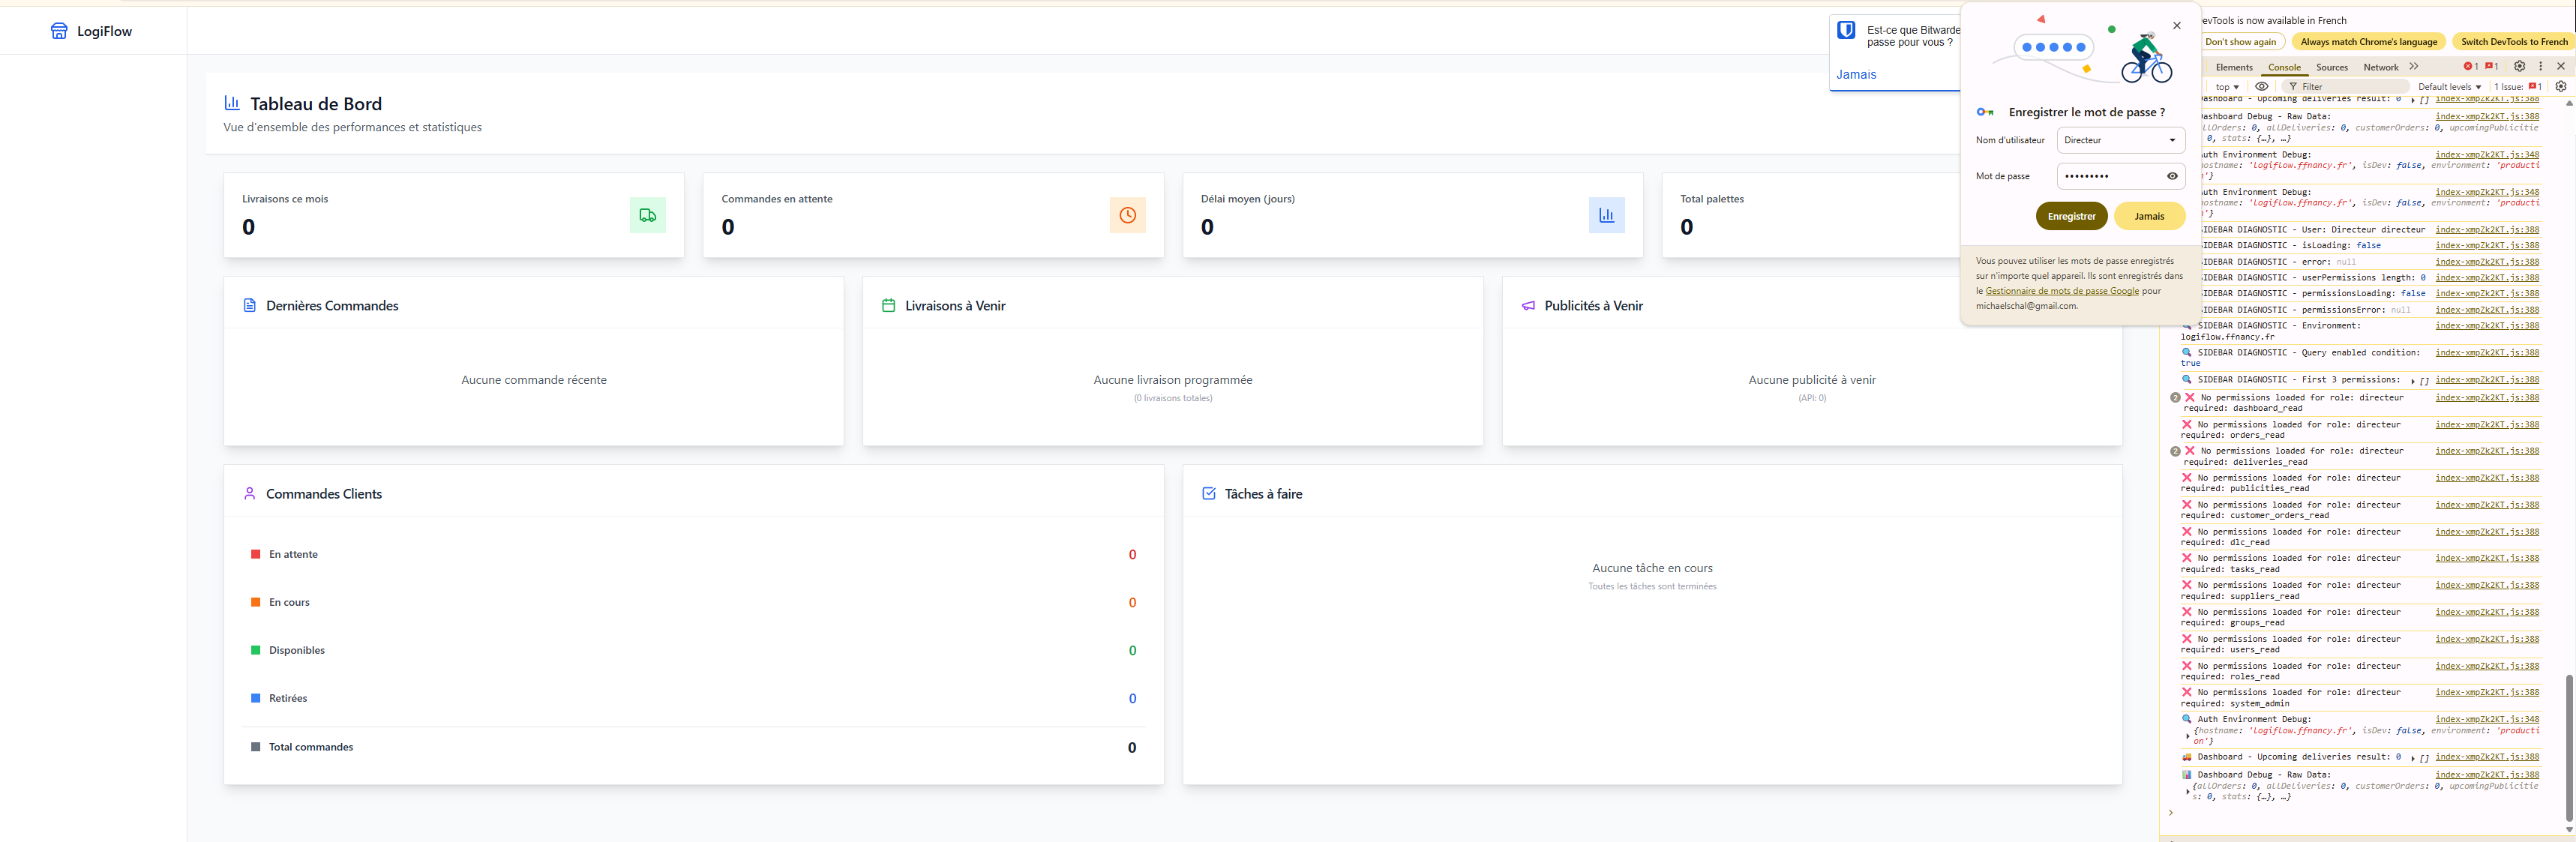 LogiFlow
Tableau de Bord
Vue d'ensemble des performances et statistiques
Livraisons ce mois
0
Commandes en attente
0
Délai moyen (jours)
0
Total palettes
0
Dernières Commandes
Aucune commande récente
Livraisons à Venir
Aucune livraison programmée
(0 livraisons totales)
Publicités à Venir
Aucune publicité à venir
(API: 0)
Commandes Clients
En attente 0
En cours 0
Disponibles 0
Retirées 0
Total commandes 0
Tâches à faire
Aucune tâche en cours
Toutes les tâches sont terminées
Est-ce que Bitwarde
passe pour vous ?
Jamais
Enregistrer le mot de passe ?
Nom d'utilisateur Directeur
Mot de passe •••••••••
Enregistrer Jamais
Vous pouvez utiliser les mots de passe enregistrés
sur n'importe quel appareil. Ils sont enregistrés dans
le Gestionnaire de mots de passe Google pour
michaelschal@gmail.com.
evTools is now available in French
Don't show again Always match Chrome's language Switch DevTools to French
Elements Console Sources Network 1 1
top Filter Default levels 1 Issue: 1
ashboard - Upcoming deliveries result: 0 [] index-xmpZk2KT.js:388
ashboard Debug - Raw Data: index-xmpZk2KT.js:388
llOrders: 0, allDeliveries: 0, customerOrders: 0, upcomingPublicitie
0, stats: {…}, …}
uth Environment Debug: index-xmpZk2KT.js:348
hostname: 'logiflow.ffnancy.fr', isDev: false, environment: 'producti
n'}
uth Environment Debug: index-xmpZk2KT.js:348
hostname: 'logiflow.ffnancy.fr', isDev: false, environment: 'producti
n'}
SIDEBAR DIAGNOSTIC - User: Directeur directeur index-xmpZk2KT.js:388
SIDEBAR DIAGNOSTIC - isLoading: false index-xmpZk2KT.js:388
SIDEBAR DIAGNOSTIC - error: null index-xmpZk2KT.js:388
SIDEBAR DIAGNOSTIC - userPermissions length: 0 index-xmpZk2KT.js:388
SIDEBAR DIAGNOSTIC - permissionsLoading: false index-xmpZk2KT.js:388
SIDEBAR DIAGNOSTIC - permissionsError: null index-xmpZk2KT.js:388
SIDEBAR DIAGNOSTIC - Environment: index-xmpZk2KT.js:388
logiflow.ffnancy.fr
🔍 SIDEBAR DIAGNOSTIC - Query enabled condition: index-xmpZk2KT.js:388
true
🔍 SIDEBAR DIAGNOSTIC - First 3 permissions: [] index-xmpZk2KT.js:388
2 ❌ No permissions loaded for role: directeur index-xmpZk2KT.js:388
required: dashboard_read
❌ No permissions loaded for role: directeur index-xmpZk2KT.js:388
required: orders_read
2 ❌ No permissions loaded for role: directeur index-xmpZk2KT.js:388
required: deliveries_read
❌ No permissions loaded for role: directeur index-xmpZk2KT.js:388
required: publicities_read
❌ No permissions loaded for role: directeur index-xmpZk2KT.js:388
required: customer_orders_read
❌ No permissions loaded for role: directeur index-xmpZk2KT.js:388
required: dlc_read
❌ No permissions loaded for role: directeur index-xmpZk2KT.js:388
required: tasks_read
❌ No permissions loaded for role: directeur index-xmpZk2KT.js:388
required: suppliers_read
❌ No permissions loaded for role: directeur index-xmpZk2KT.js:388
required: groups_read
❌ No permissions loaded for role: directeur index-xmpZk2KT.js:388
required: users_read
❌ No permissions loaded for role: directeur index-xmpZk2KT.js:388
required: roles_read
❌ No permissions loaded for role: directeur index-xmpZk2KT.js:388
required: system_admin
🔍 Auth Environment Debug: index-xmpZk2KT.js:348
{hostname: 'logiflow.ffnancy.fr', isDev: false, environment: 'producti
on'}
🚚 Dashboard - Upcoming deliveries result: 0 [] index-xmpZk2KT.js:388
📊 Dashboard Debug - Raw Data: index-xmpZk2KT.js:388
{allOrders: 0, allDeliveries: 0, customerOrders: 0, upcomingPublicitie
s: 0, stats: {…}, …}